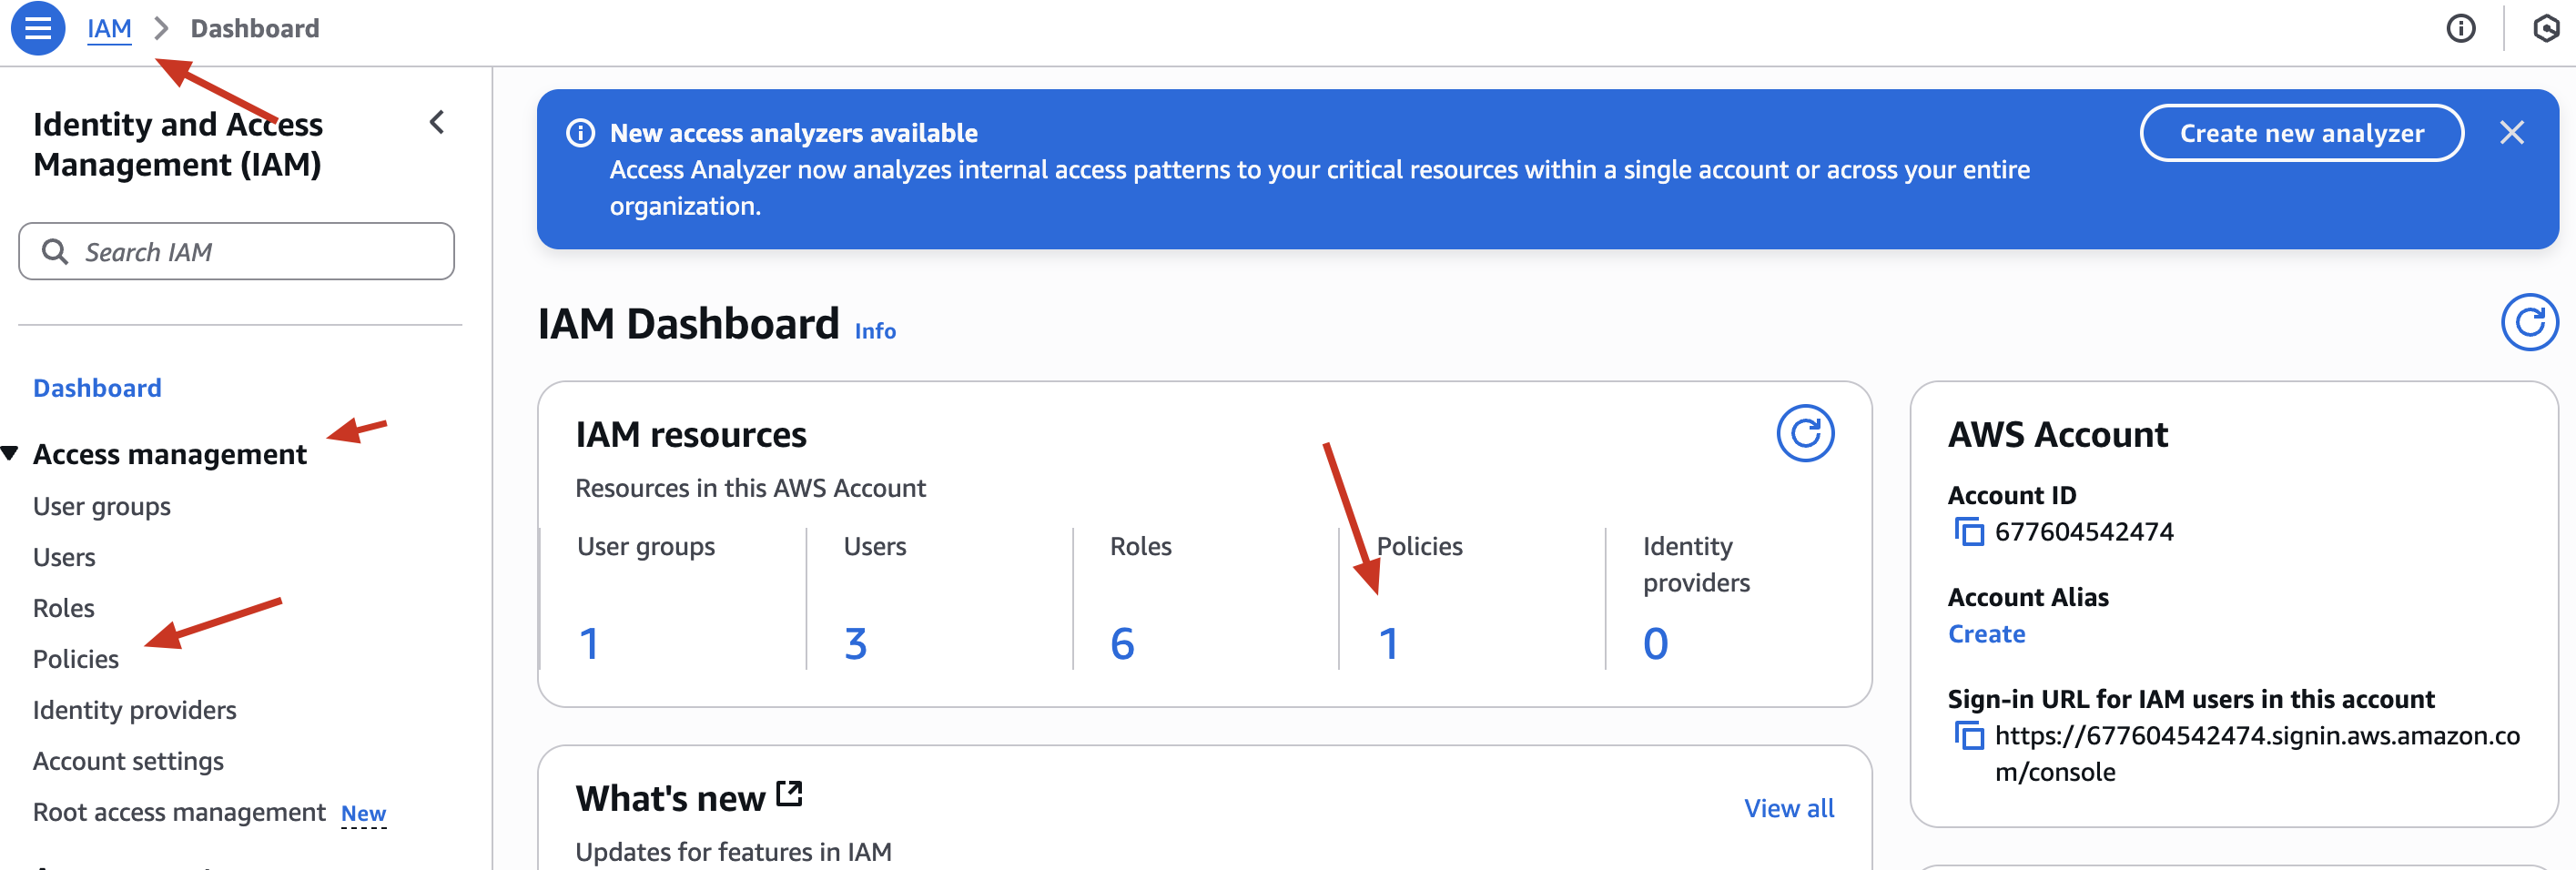 IAM > Dashboard
Identity and Access
Management (IAM)
Search IAM
Dashboard
Access management
User groups
Users
Roles
Policies
Identity providers
Account settings
Root access management New
New access analyzers available
Access Analyzer now analyzes internal access patterns to your critical resources within a single account or across your entire
organization.
Create new analyzer
IAM Dashboard Info
IAM resources
Resources in this AWS Account
User groups
1
Users
3
Roles
6
Policies
1
Identity
providers
0
What's new
View all
Updates for features in IAM
AWS Account
Account ID
677604542474
Account Alias
Create
Sign-in URL for IAM users in this account
https://677604542474.signin.aws.amazon.co
m/console